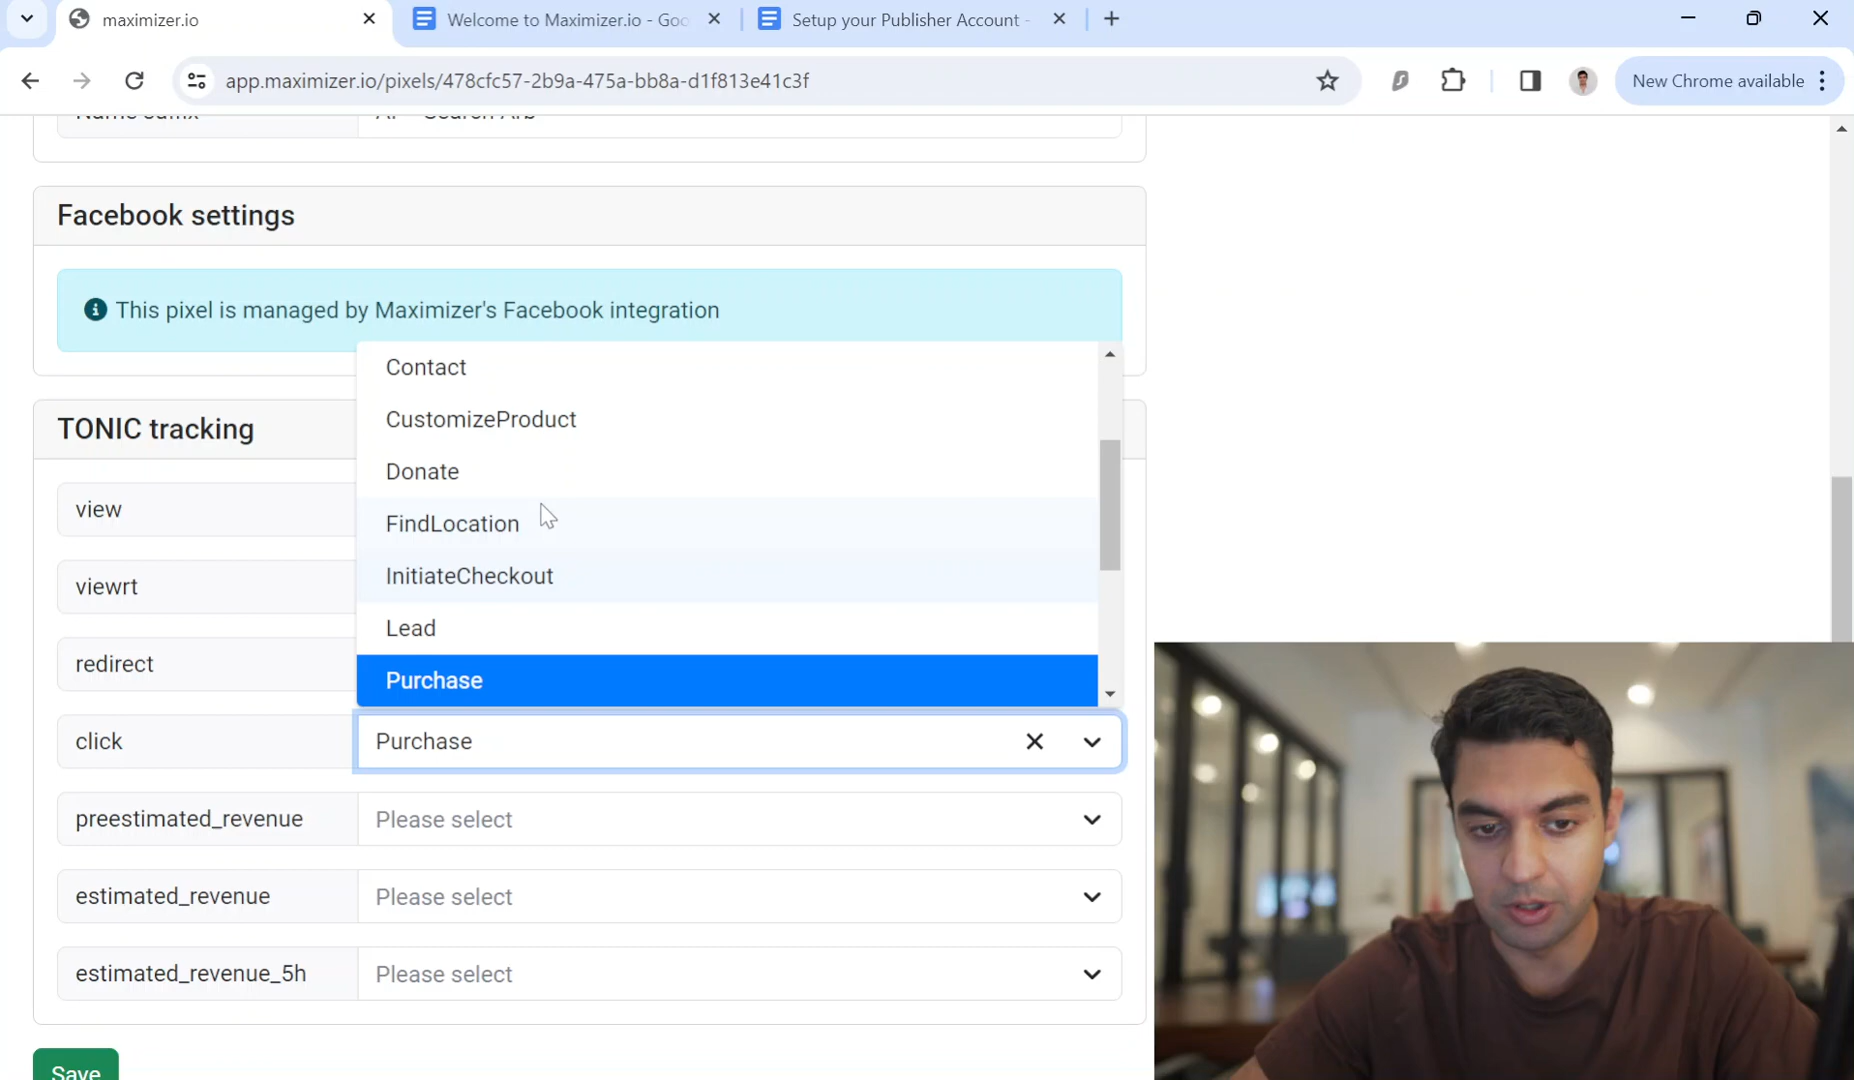 maximizer.io
Welcome to Maximizer.io - Goo
Setup your Publisher Account -
app.maximizer.io/pixels/478cfc57-2b9a-475a-bb8a-d1f813e41c3f
New Chrome available
Facebook settings
This pixel is managed by Maximizer's Facebook integration
TONIC tracking
Contact
CustomizeProduct
Donate
FindLocation
InitiateCheckout
Lead
Purchase
view
viewrt
redirect
click
Purchase
preestimated_revenue
Please select
estimated_revenue
Please select
estimated_revenue_5h
Please select
Save